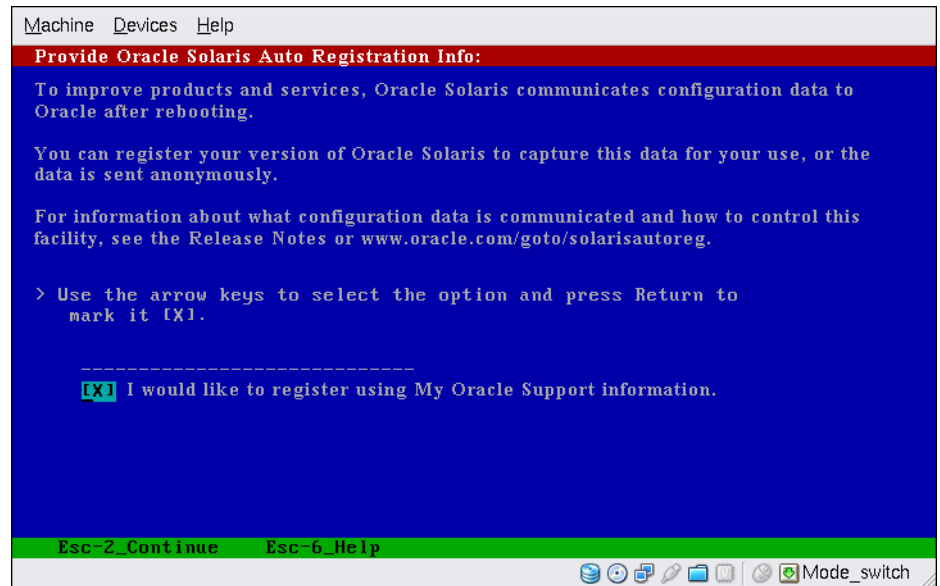 Machine Devices Help
Provide Oracle Solaris Auto Registration Info:
To improve products and services, Oracle Solaris communicates configuration data to
Oracle after rebooting.
You can register your version of Oracle Solaris to capture this data for your use, or the
data is sent anonymously.
For information about what configuration data is communicated and how to control this
facility, see the Release Notes or www.oracle.com/goto/solarisautoreg.
> Use the arrow keys to select the option and press Return to
mark it [X].
____________________________
[X] I would like to register using My Oracle Support information.
Esc-2_Continue Esc-6_Help
Mode_switch